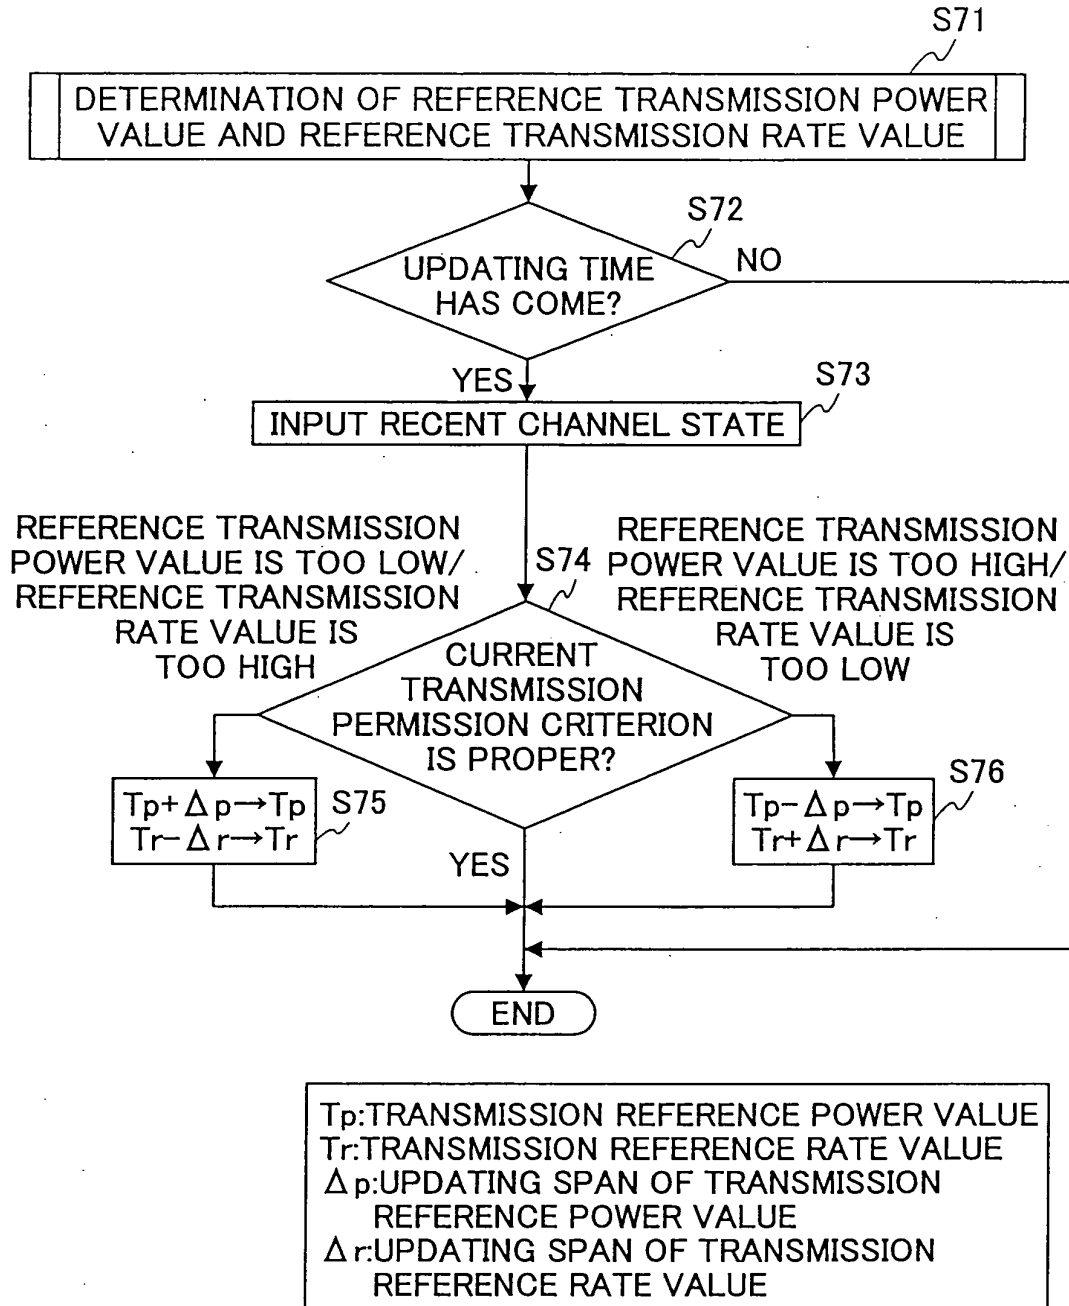 S71
DETERMINATION OF REFERENCE TRANSMISSION POWER
VALUE AND REFERENCE TRANSMISSION RATE VALUE
S72
UPDATING TIME
HAS COME?
NO
YES
S73
INPUT RECENT CHANNEL STATE
REFERENCE TRANSMISSION
POWER VALUE IS TOO LOW/
REFERENCE TRANSMISSION
RATE VALUE IS
TOO HIGH
S74
REFERENCE TRANSMISSION
POWER VALUE IS TOO HIGH/
REFERENCE TRANSMISSION
RATE VALUE IS
TOO LOW
CURRENT
TRANSMISSION
PERMISSION CRITERION
IS PROPER?
Tp+Δp→Tp
Tr-Δr→Tr
S75
S76
Tp-Δp→Tp
Tr+Δr→Tr
YES
END
Tp:TRANSMISSION REFERENCE POWER VALUE
Tr:TRANSMISSION REFERENCE RATE VALUE
Δp:UPDATING SPAN OF TRANSMISSION
REFERENCE POWER VALUE
Δr:UPDATING SPAN OF TRANSMISSION
REFERENCE RATE VALUE